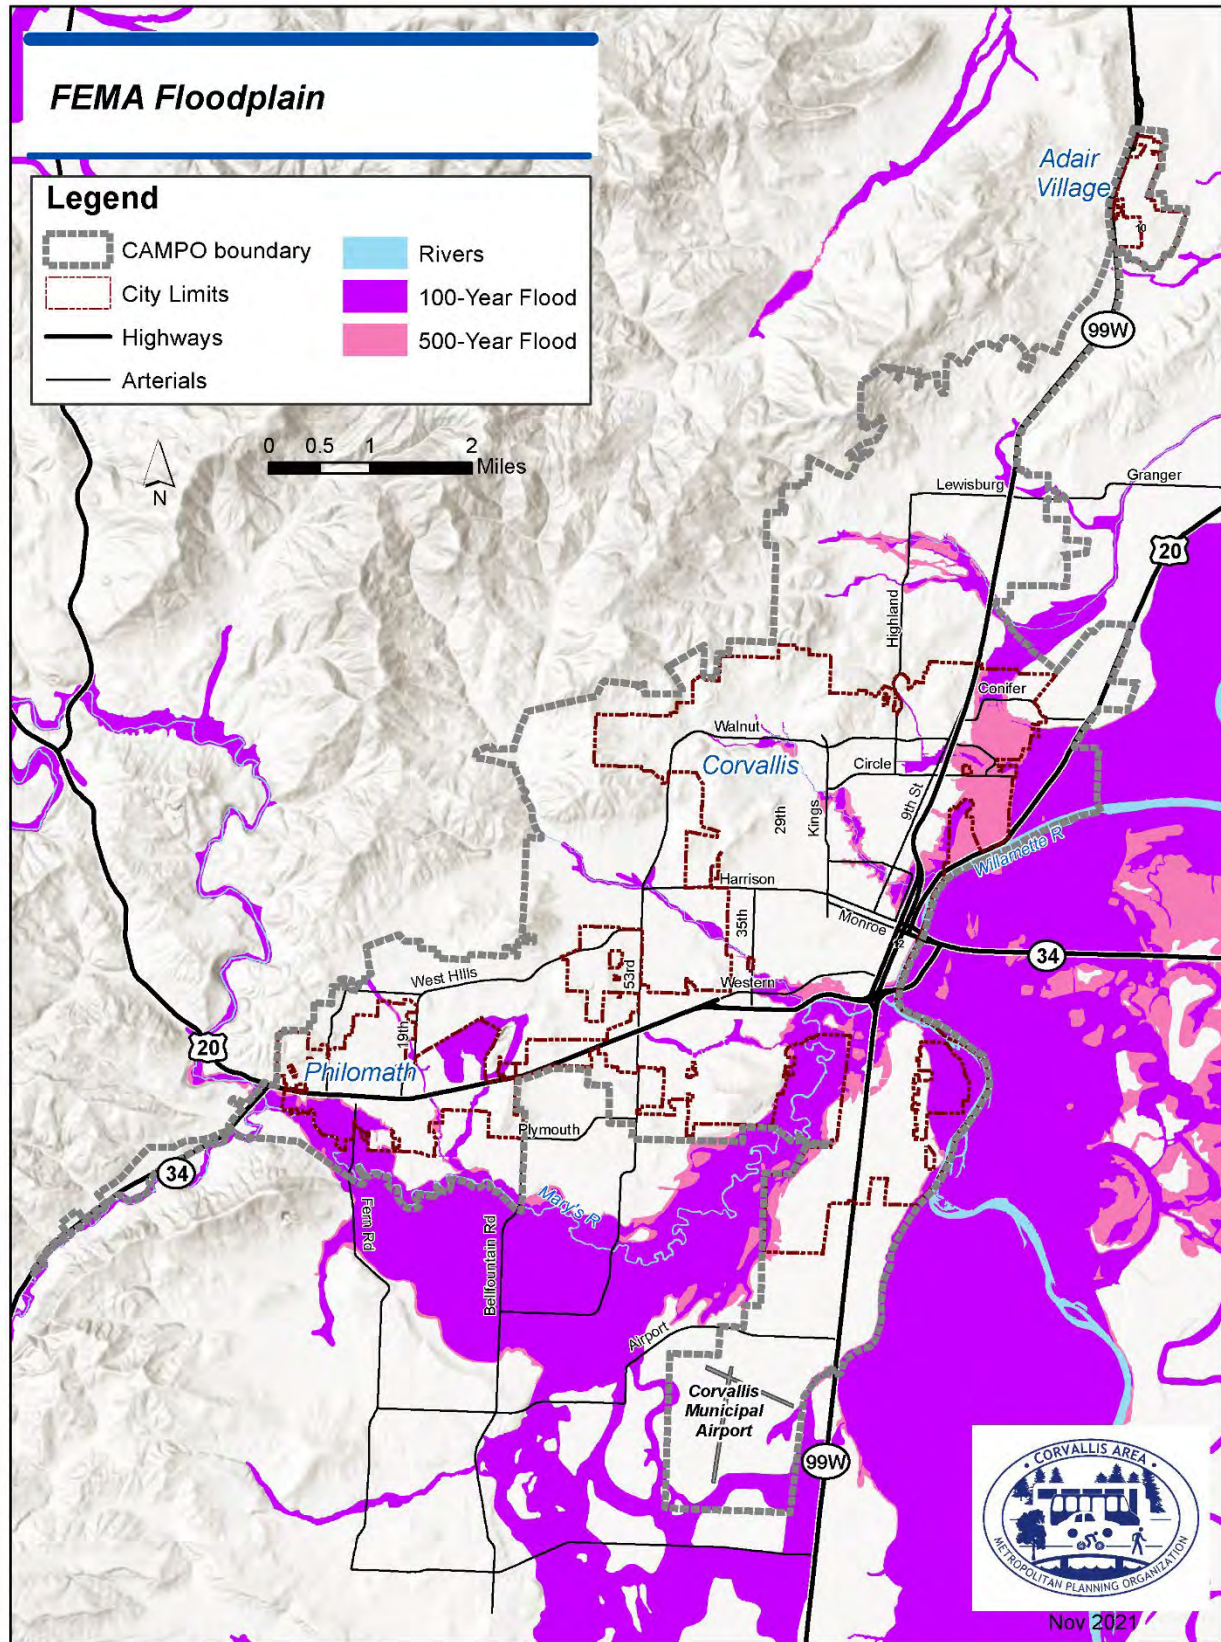 FEMA Floodplain
Legend
CAMPO boundary
City Limits
Highways
Arterials
Rivers
100-Year Flood
500-Year Flood
0 0.5 1 2
Miles
N
Adair
Village
10
99W
Lewisburg
Granger
20
Highland
Conifer
Walnut
Corvallis
Circle
29th
Kings
9th St
Willamette R
Harrison
35th
Monroe
12
34
West Hills
53rd
Western
20
19th
Philomath
Plymouth
34
Mary's R
Fern Rd
Bellfountain Rd
Airport
Corvallis
Municipal
Airport
99W
CORVALLIS AREA
METROPOLITAN PLANNING ORGANIZATION
Nov 2021